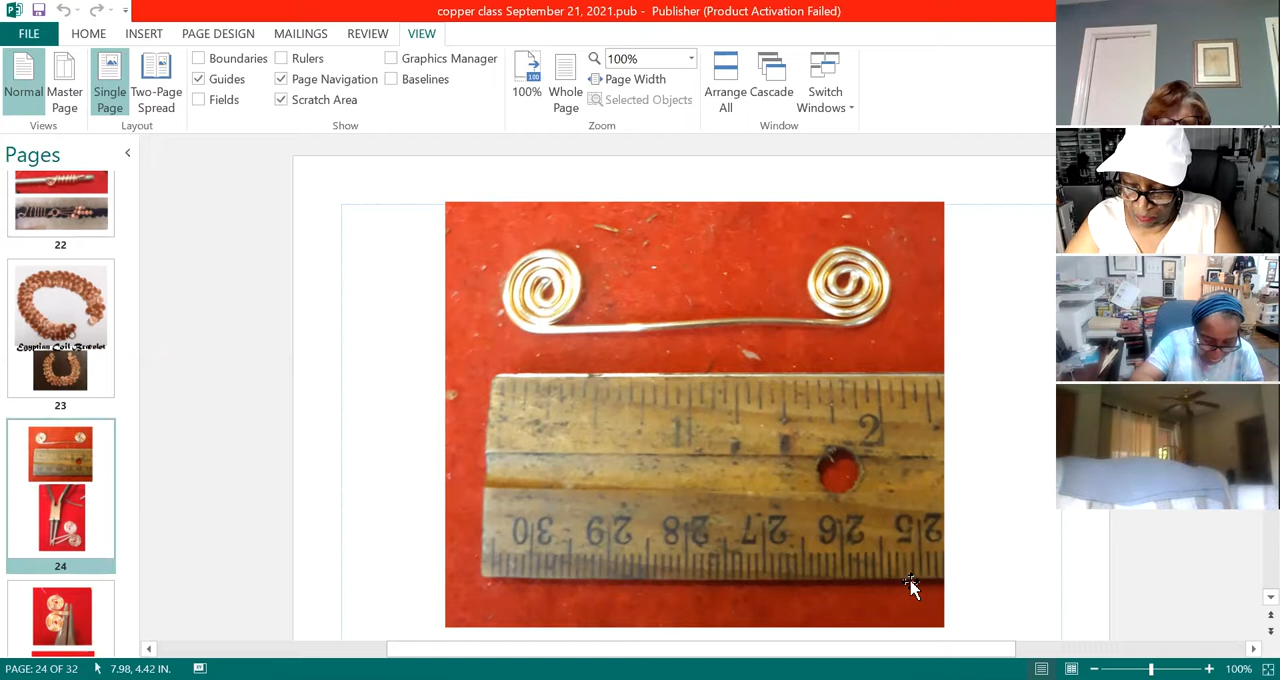 copper class September 21, 2021.pub - Publisher (Product Activation Failed)
FILE HOME INSERT PAGE DESIGN MAILINGS REVIEW VIEW
Normal Master Page Single Page Two-Page Spread
Boundaries Rulers Graphics Manager
Guides Page Navigation Baselines
Fields Scratch Area
100% Whole Page
100%
Page Width
Selected Objects
Arrange All Cascade Switch Windows
Views Layout Show Zoom Window
Pages
22
Egyptian Coil Bracelet
23
24
1 2
30 29 28 27 26 25
PAGE: 24 OF 32 7.98, 4.42 IN. 100%